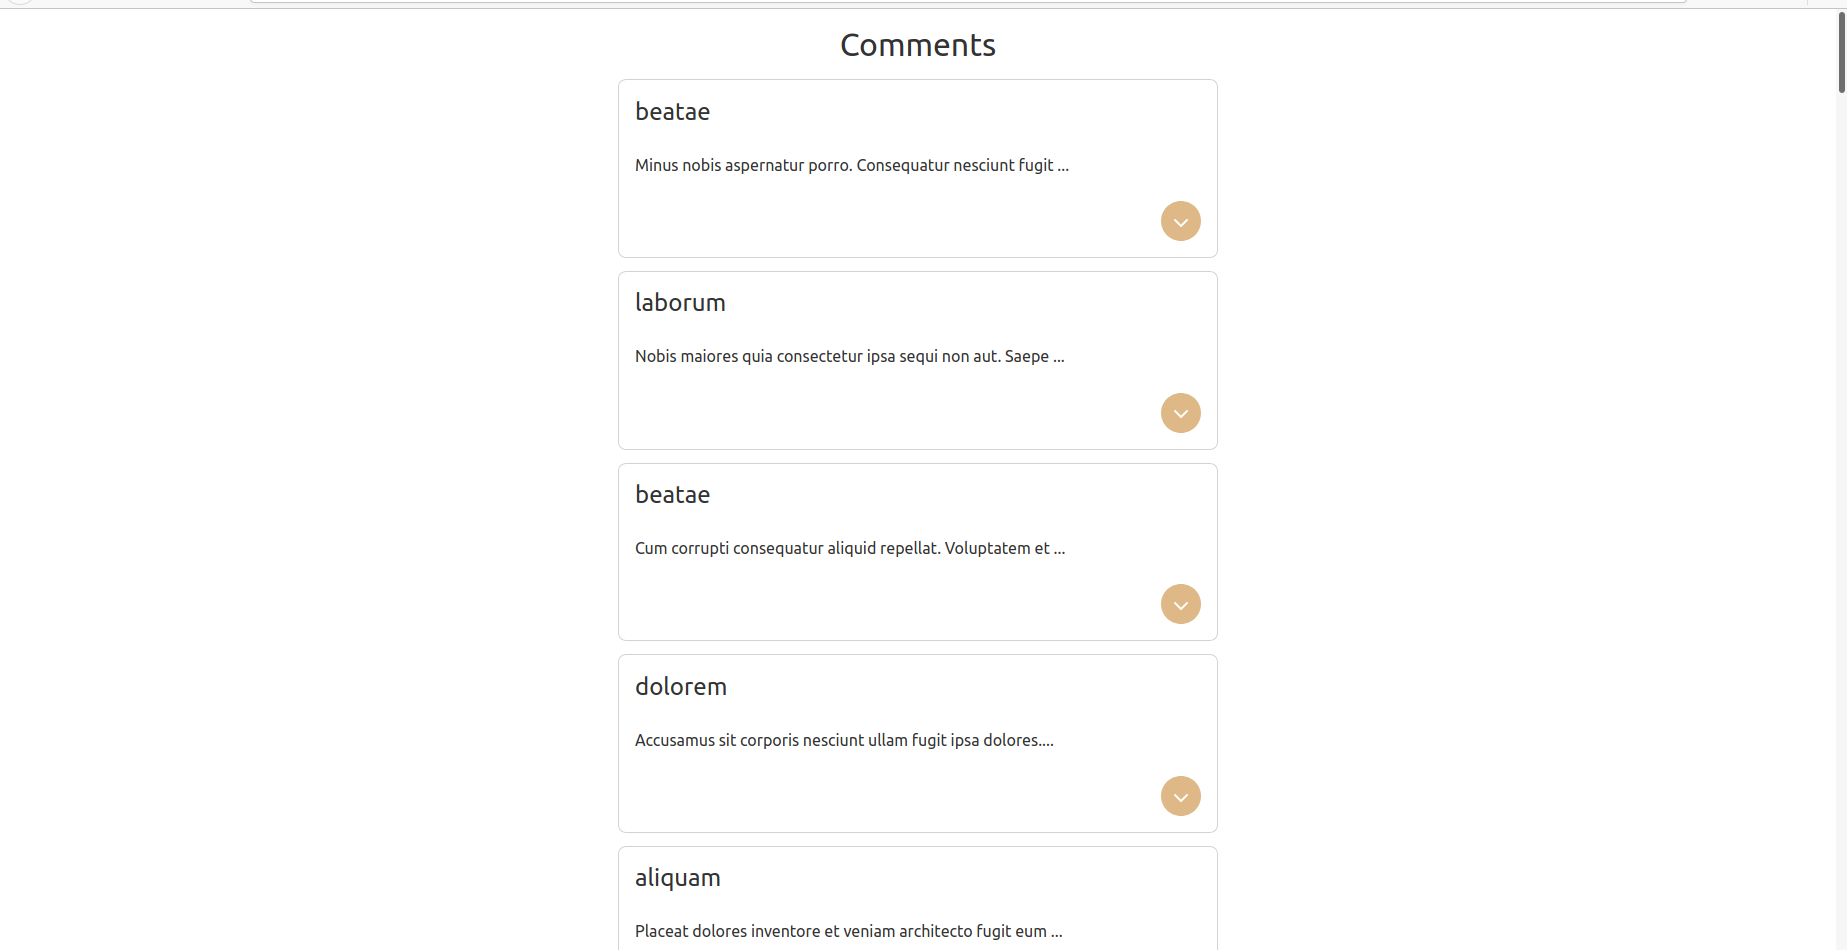 Comments
beatae
Minus nobis aspernatur porro. Consequatur nesciunt fugit ...
laborum
Nobis maiores quia consectetur ipsa sequi non aut. Saepe ...
beatae
Cum corrupti consequatur aliquid repellat. Voluptatem et ...
dolorem
Accusamus sit corporis nesciunt ullam fugit ipsa dolores....
aliquam
Placeat dolores inventore et veniam architecto fugit eum ...